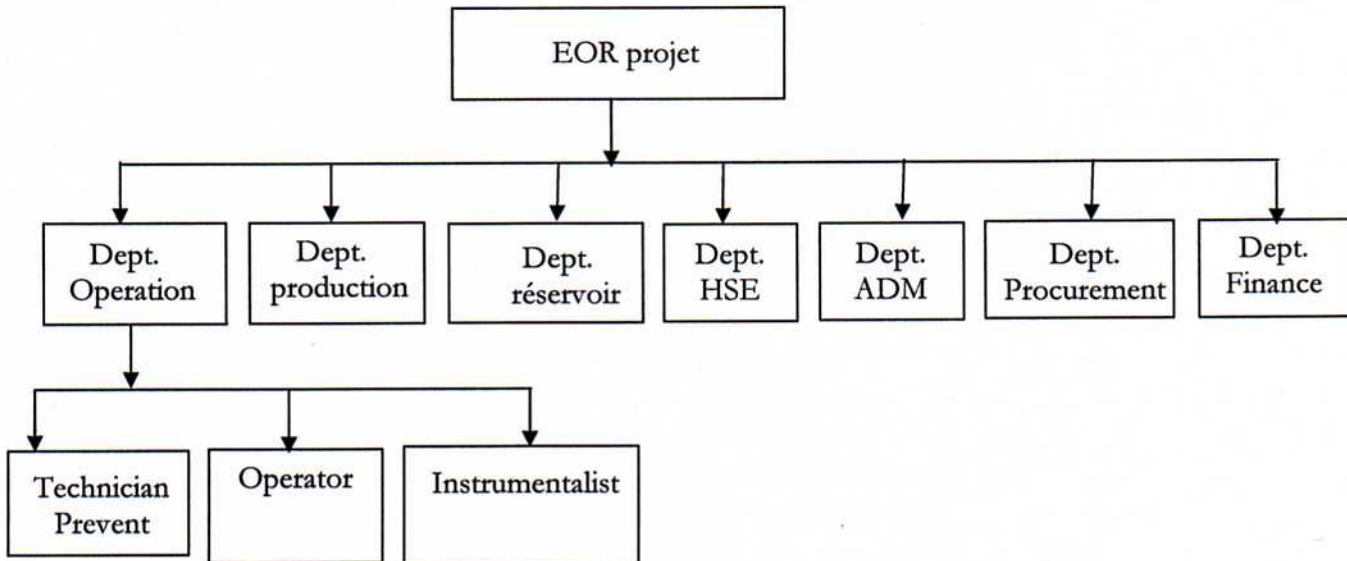 EOR projet
Dept.
Operation
Dept.
production
Dept.
réservoir
Dept.
HSE
Dept.
ADM
Dept.
Procurement
Dept.
Finance
Technician
Prevent
Operator
Instrumentalist